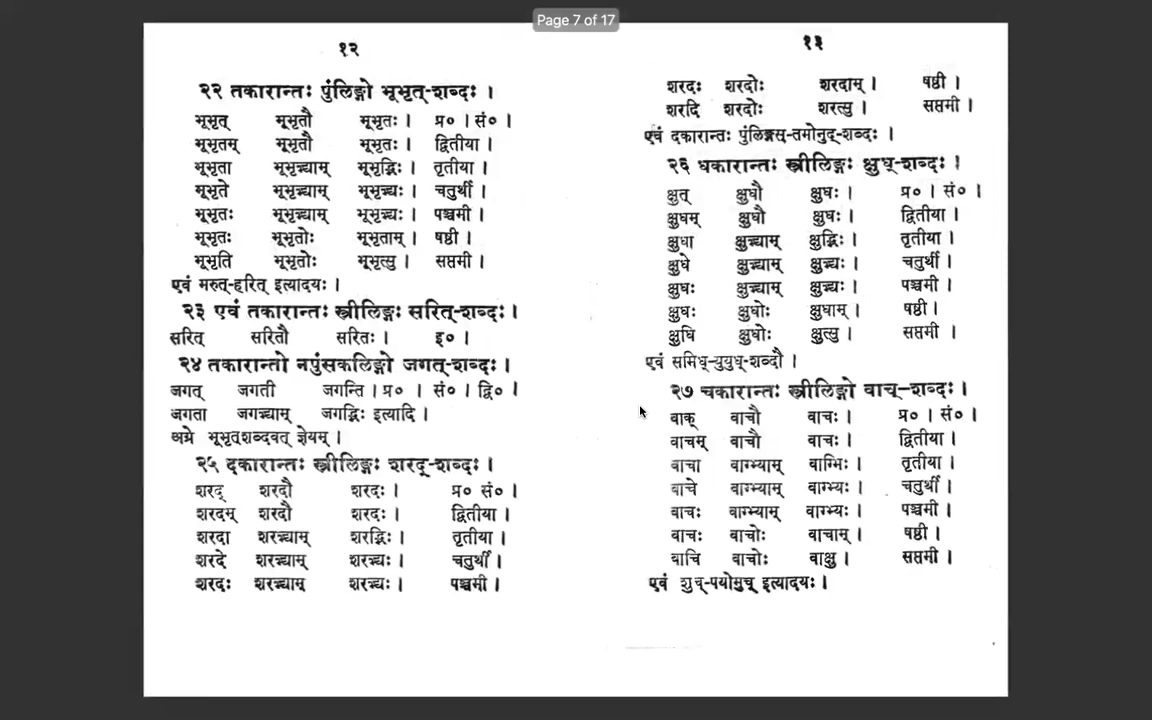 Page 7 of 17
१२
२२ तकारान्तः पुंलिङ्गो भूभृत्-शब्दः ।
भूभृत् भूभृतौ भूभृतः । प्र० । सं० ।
भूभृतम् भूभृतौ भूभृतः । द्वितीया ।
भूभृता भूभृद्भ्याम् भूभृद्भिः । तृतीया ।
भूभृते भूभृद्भ्याम् भूभृद्भ्यः । चतुर्थी ।
भूभृतः भूभृद्भ्याम् भूभृद्भ्यः । पञ्चमी ।
भूभृतः भूभृतोः भूभृताम् । षष्ठी ।
भूभृति भूभृतोः भूभृत्सु । सप्तमी ।
एवं मरुत्-हरित् इत्यादयः ।
२३ एवं तकारान्तः स्त्रीलिङ्गः सरित्-शब्दः ।
सरित् सरितौ सरितः । इ० ।
२४ तकारान्तो नपुंसकलिङ्गो जगत्-शब्दः ।
जगत् जगती जगन्ति । प्र० । सं० । द्वि० ।
जगता जगद्भ्याम् जगद्भिः इत्यादि ।
अग्रे भूभृत्शब्दवत् ज्ञेयम् ।
२५ दकारान्तः स्त्रीलिङ्गः शरद्-शब्दः ।
शरद् शरदौ शरदः । प्र० सं० ।
शरदम् शरदौ शरदः । द्वितीया ।
शरदा शरद्भ्याम् शरद्भिः । तृतीया ।
शरदे शरद्भ्याम् शरद्भ्यः । चतुर्थी ।
शरदः शरद्भ्याम् शरद्भ्यः । पञ्चमी ।
१३
शरदः शरदोः शरदाम् । षष्ठी ।
शरदि शरदोः शरत्सु । सप्तमी ।
एवं दकारान्तः पुंलिङ्गस्-तमोनुद्-शब्दः ।
२६ धकारान्तः स्त्रीलिङ्गः क्षुध्-शब्दः ।
क्षुत् क्षुधौ क्षुधः । प्र० । सं० ।
क्षुधम् क्षुधौ क्षुधः । द्वितीया ।
क्षुधा क्षुद्भ्याम् क्षुद्भिः । तृतीया ।
क्षुधे क्षुद्भ्याम् क्षुद्भ्यः । चतुर्थी ।
क्षुधः क्षुद्भ्याम् क्षुद्भ्यः । पञ्चमी ।
क्षुधः क्षुधोः क्षुधाम् । षष्ठी ।
क्षुधि क्षुधोः क्षुत्सु । सप्तमी ।
एवं समिध्-युयुध्-शब्दौ ।
२७ चकारान्तः स्त्रीलिङ्गो वाच्-शब्दः ।
वाक् वाचौ वाचः । प्र० । सं० ।
वाचम् वाचौ वाचः । द्वितीया ।
वाचा वाग्भ्याम् वाग्भिः । तृतीया ।
वाचे वाग्भ्याम् वाग्भ्यः । चतुर्थी ।
वाचः वाग्भ्याम् वाग्भ्यः । पञ्चमी ।
वाचः वाचोः वाचाम् । षष्ठी ।
वाचि वाचोः वाक्षु । सप्तमी ।
एवं शुच्-पयोमुच् इत्यादयः ।